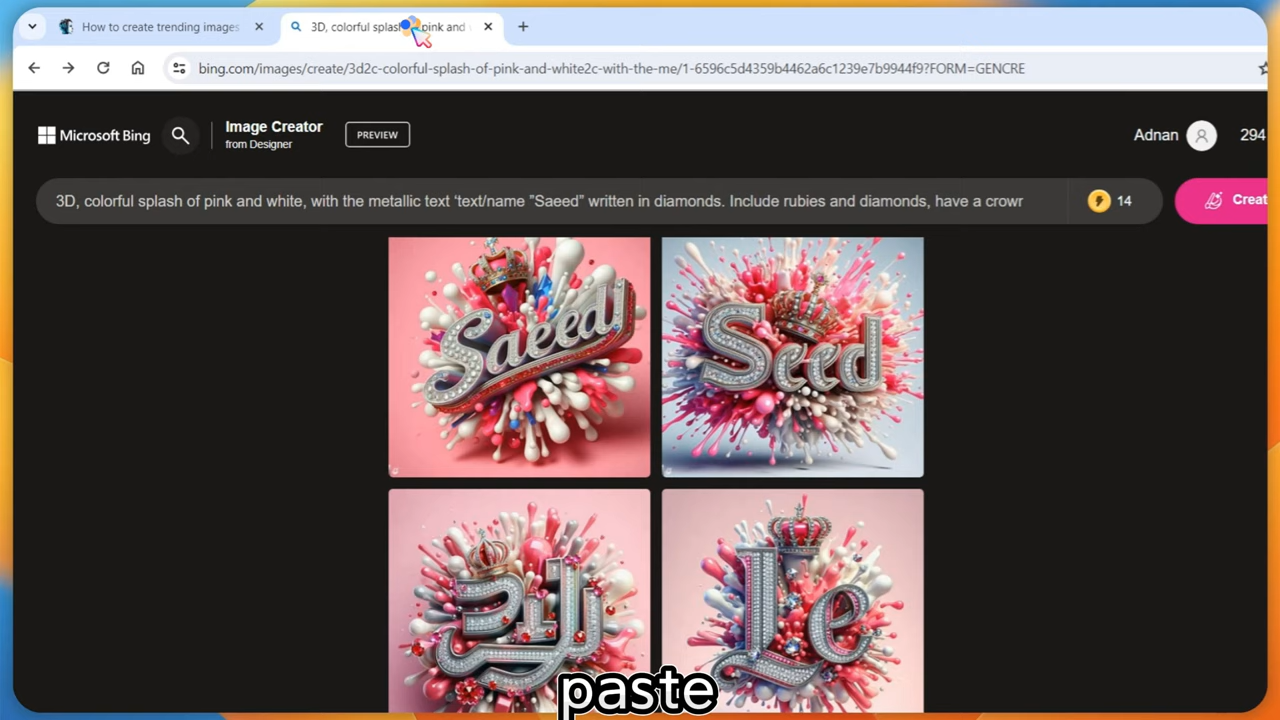 How to create trending images
3D, colorful splash pink and
bing.com/images/create/3d2c-colorful-splash-of-pink-and-white2c-with-the-me/1-6596c5d4359b4462a6c1239e7b9944f9?FORM=GENCRE
Microsoft Bing
Image Creator
from Designer
PREVIEW
Adnan
294
3D, colorful splash of pink and white, with the metallic text ‘text/name ”Saeed” written in diamonds. Include rubies and diamonds, have a crowr
14
Creat
Saeed!
Seed
Le
paste